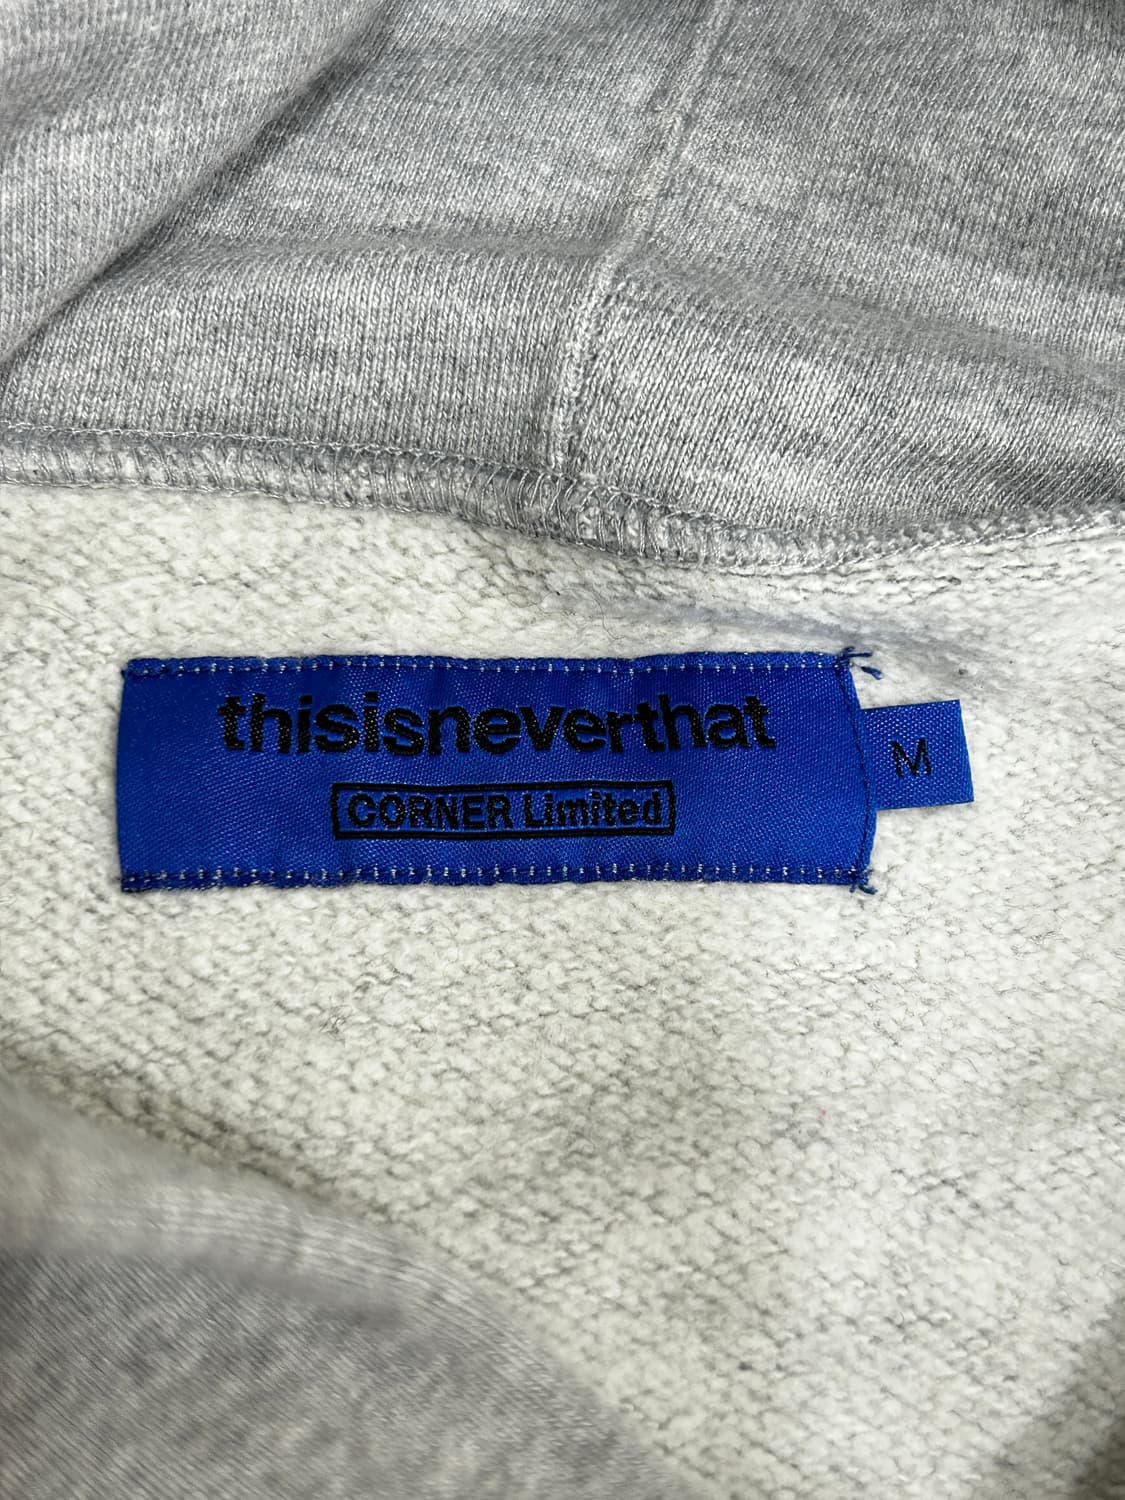 thisisneverthat
CORNER Limited
M